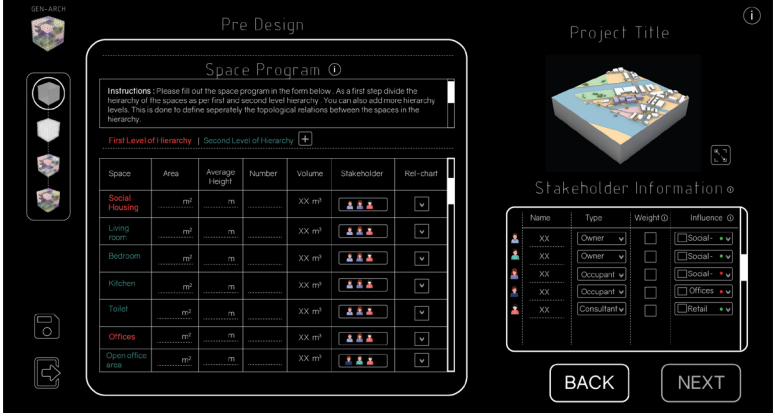 GEN-ARCH
Pre Design
Space Program
Instructions : Please fill out the space program in the form below . As a first step divide the
heirarchy of the spaces as per first and second level hierarchy . You can also add more hierarchy
levels. This is done to define seperately the topological relations between the spaces in the
hierarchy.
First Level of Hierarchy | Second Level of Hierarchy +
Space Area Average Height Number Volume Stakeholder Rel-chart
Social Housing m² m XX m³
Living room m² m XX m³
Bedroom m² m XX m³
Kitchen m² m XX m³
Toilet m² m XX m³
Offices m² m XX m³
Open office area m² m XX m³
i
Project Title
Stakeholder Information
Name Type Weight Influence
XX Owner Social-
XX Owner Social-
XX Occupant Social-
XX Occupant Offices
XX Consultant Retail
BACK NEXT